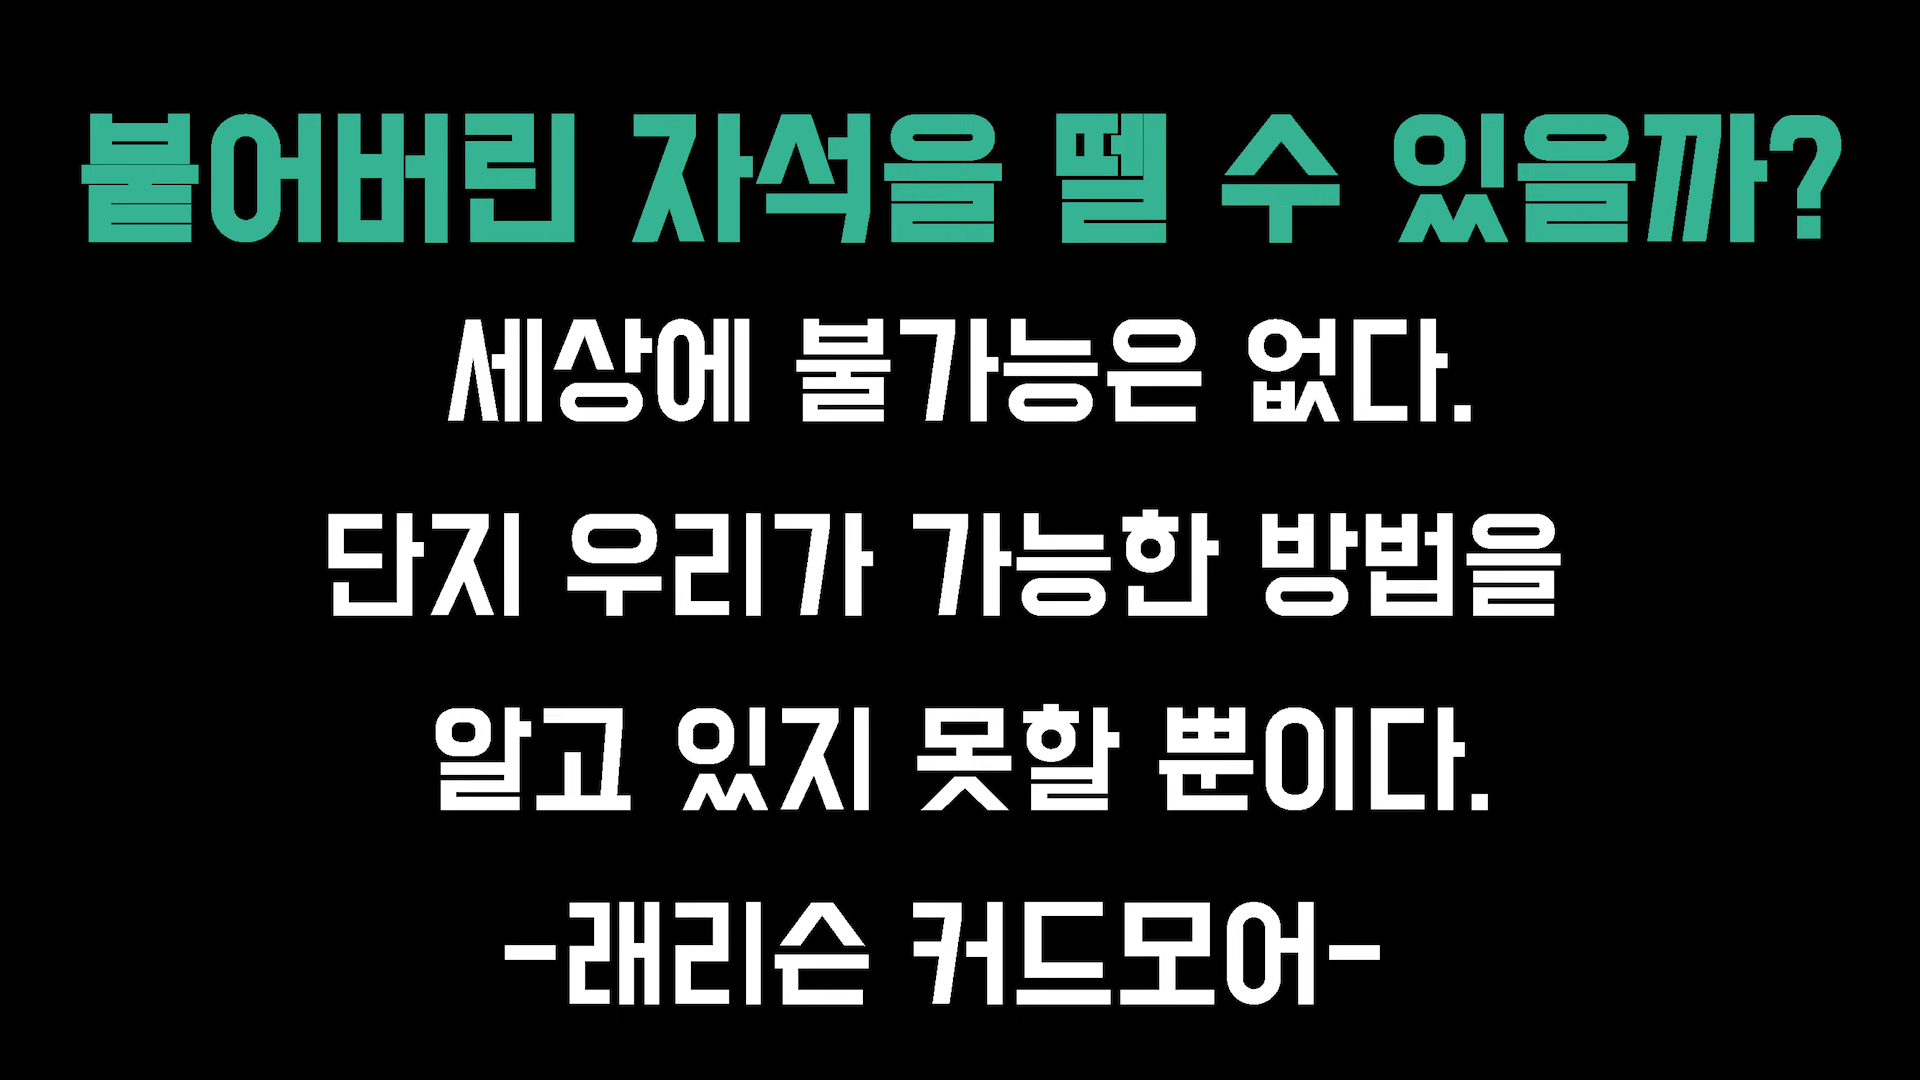 붙어버린 자석을 뗄 수 있을까?
세상에 불가능은 없다.
단지 우리가 가능한 방법을
알고 있지 못할 뿐이다.
-래리슨 커드모어-